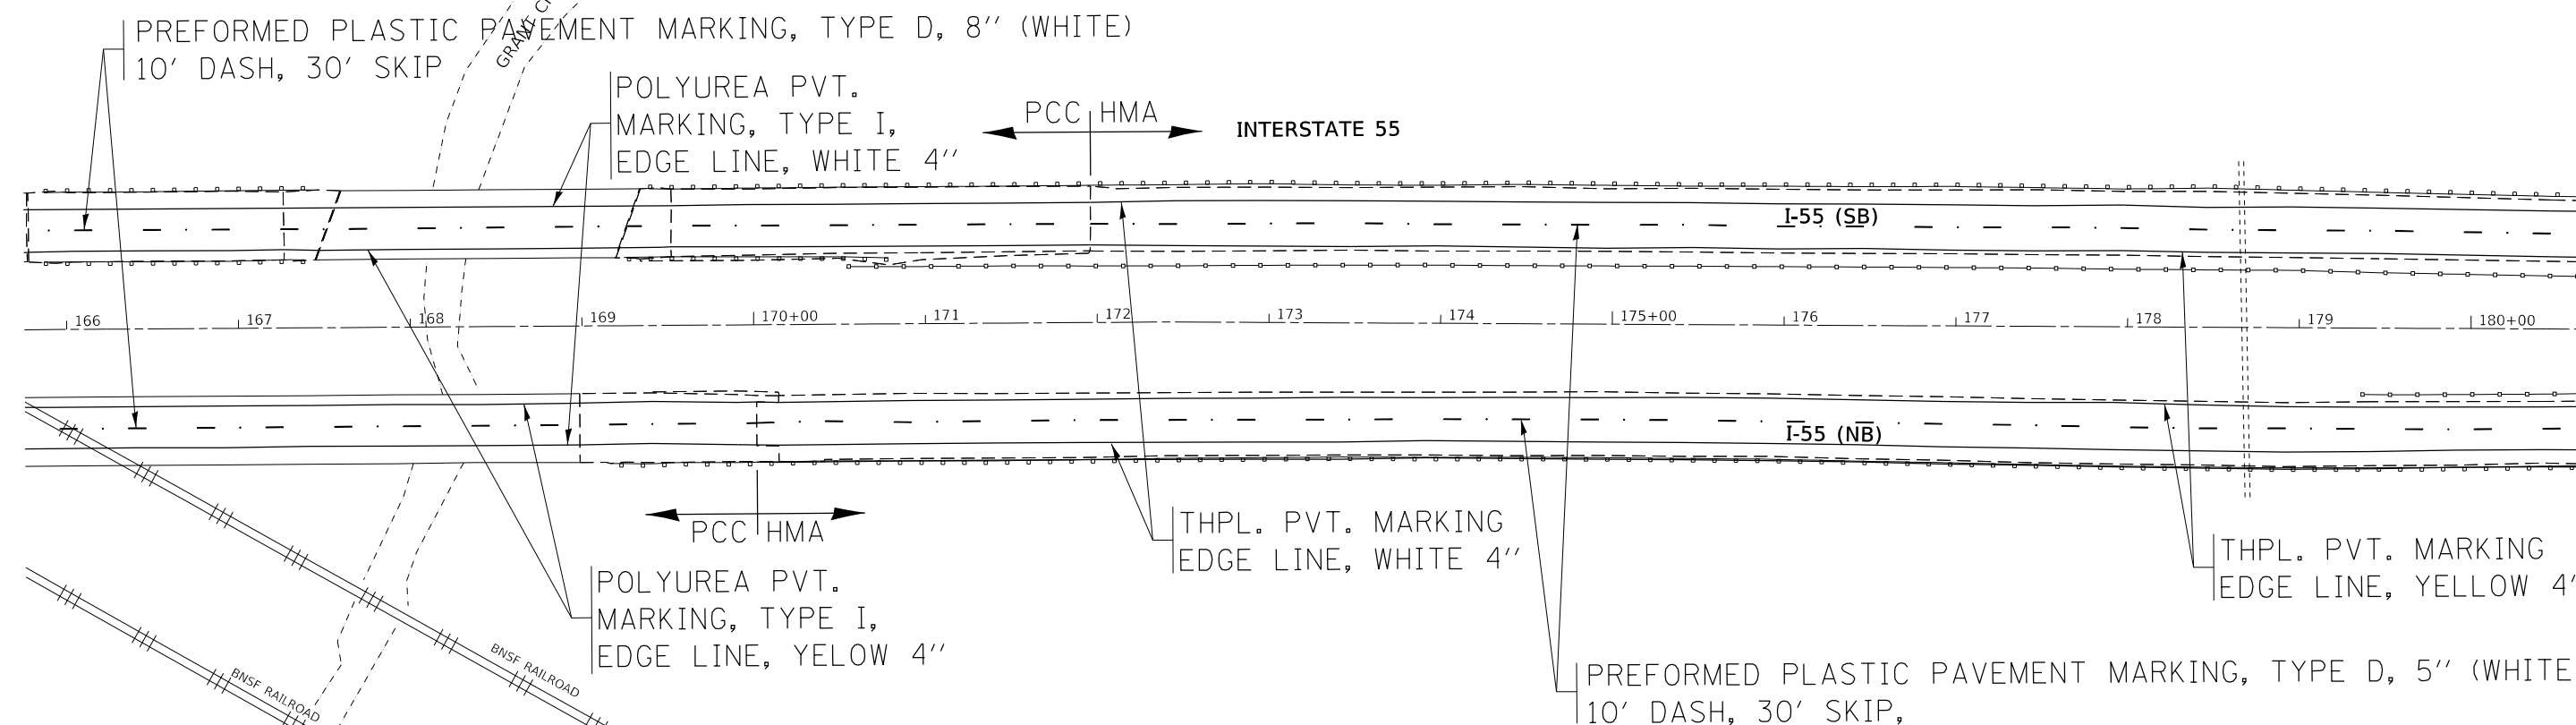 PREFORMED PLASTIC PAVEMENT MARKING, TYPE D, 8" (WHITE)
10' DASH, 30' SKIP
POLYUREA PVT.
MARKING, TYPE I,
EDGE LINE, WHITE 4"
PCC HMA
INTERSTATE 55
I-55 (SB)
166 167 168 169 170+00 171 172 173 174 175+00 176 177 178 179 180+00
I-55 (NB)
PCC HMA
THPL. PVT. MARKING
EDGE LINE, WHITE 4"
THPL. PVT. MARKING
EDGE LINE, YELLOW 4'
POLYUREA PVT.
MARKING, TYPE I,
EDGE LINE, YELOW 4"
BNSF RAILROAD
BNSF RAILROAD
PREFORMED PLASTIC PAVEMENT MARKING, TYPE D, 5" (WHITE
10' DASH, 30' SKIP,